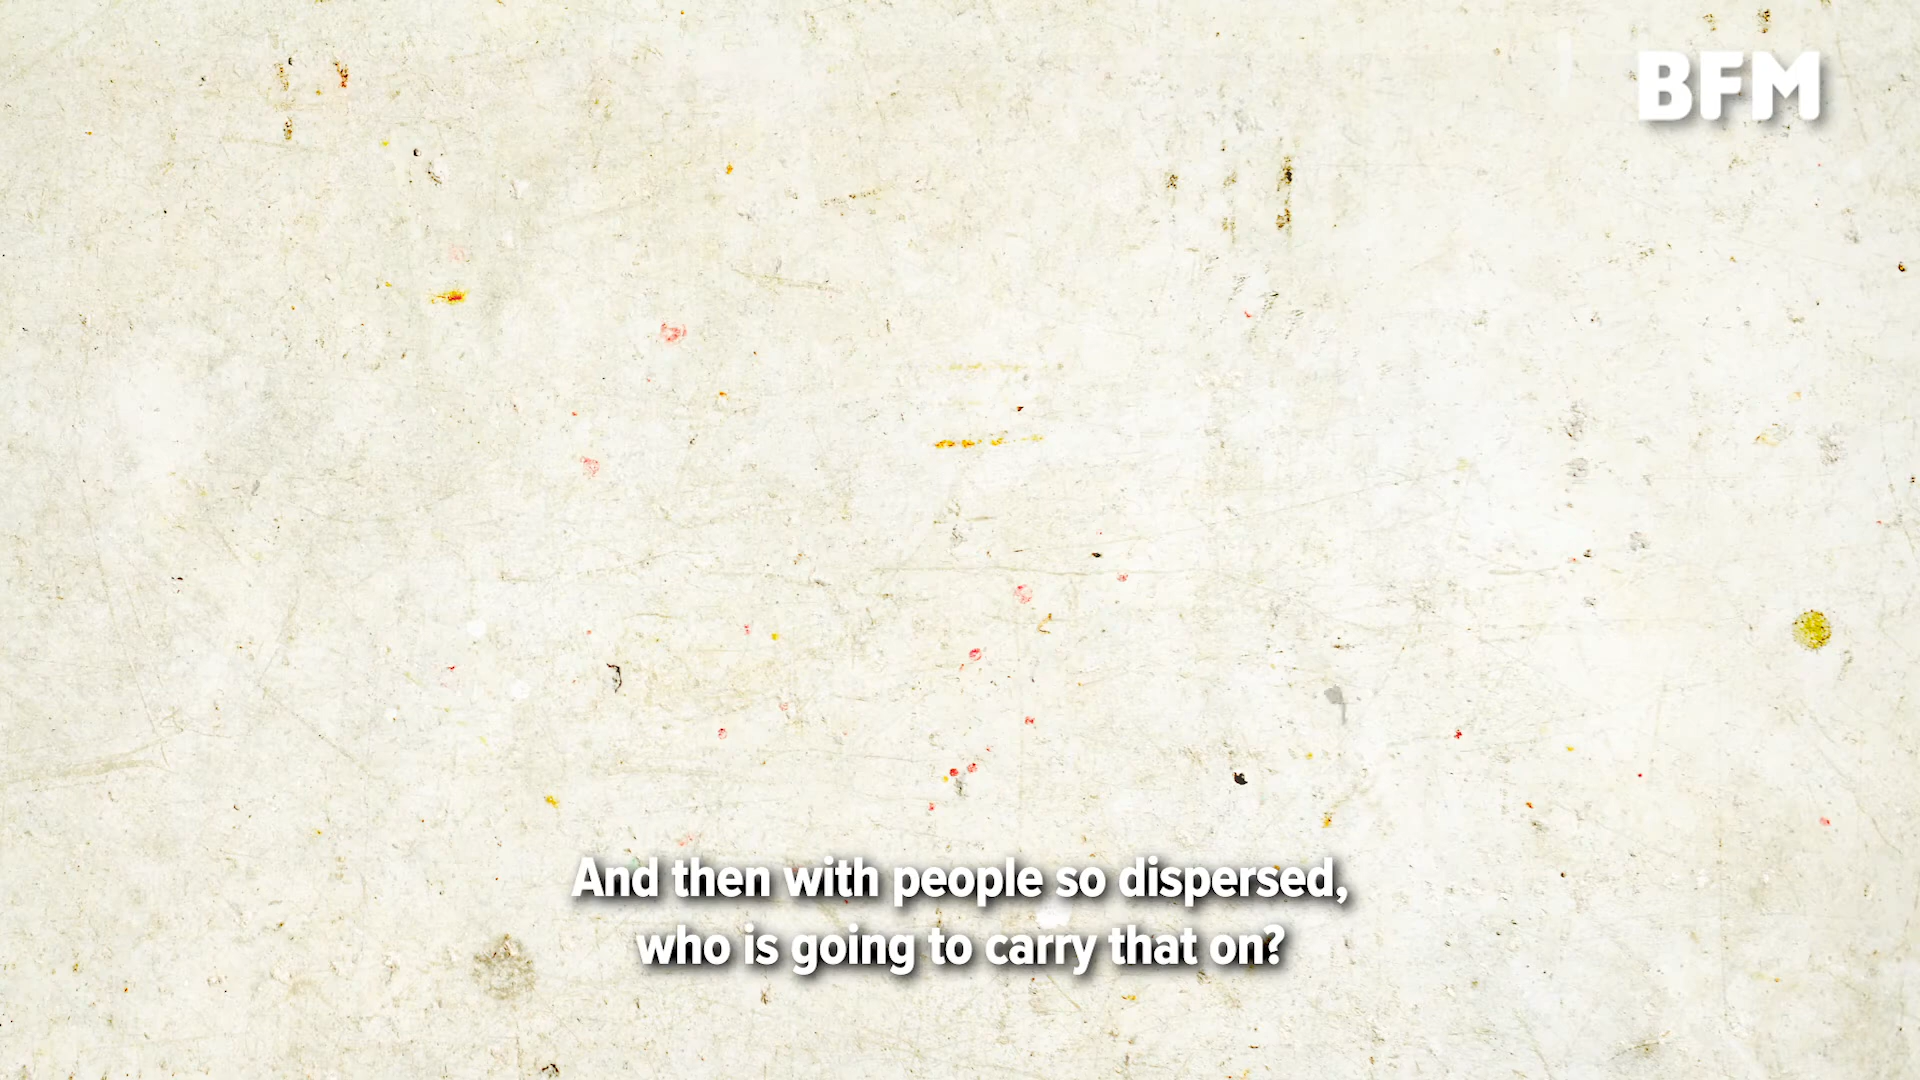 BFM
And then with people so dispersed,
who is going to carry that on?